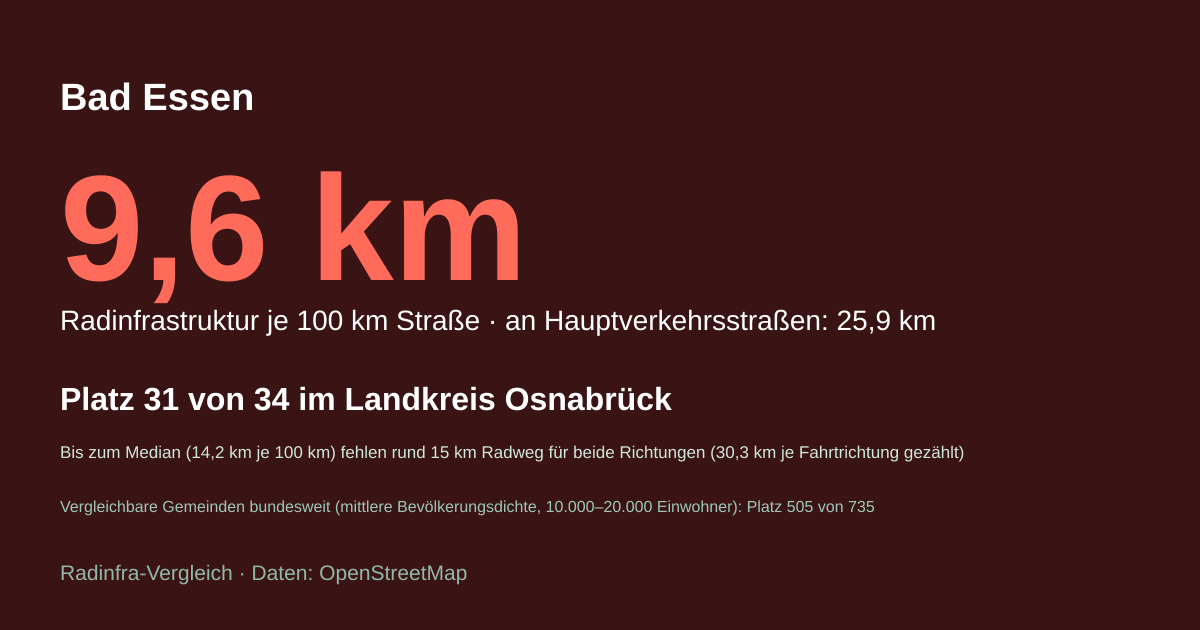 Bad Essen
9,6 km
Radinfrastruktur je 100 km Straße · an Hauptverkehrsstraßen: 25,9 km
Platz 31 von 34 im Landkreis Osnabrück
Bis zum Median (14,2 km je 100 km) fehlen rund 15 km Radweg für beide Richtungen (30,3 km je Fahrtrichtung gezählt)
Vergleichbare Gemeinden bundesweit (mittlere Bevölkerungsdichte, 10.000–20.000 Einwohner): Platz 505 von 735
Radinfra-Vergleich · Daten: OpenStreetMap